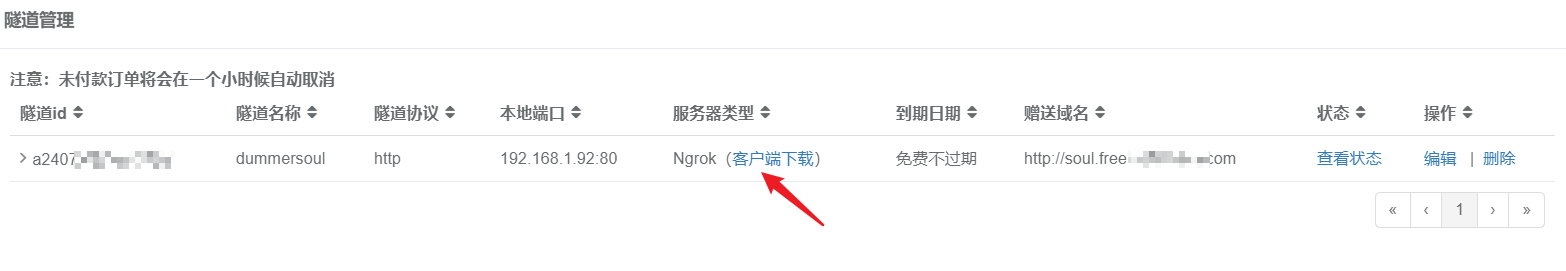 隧道管理
注意：未付款订单将会在一个小时候自动取消
隧道id 隧道名称 隧道协议 本地端口 服务器类型 到期日期 赠送域名 状态 操作
a2407 dummersoul http 192.168.1.92:80 Ngrok（客户端下载） 免费不过期 http://soul.free com 查看状态 编辑 | 删除
« ‹ 1 › »